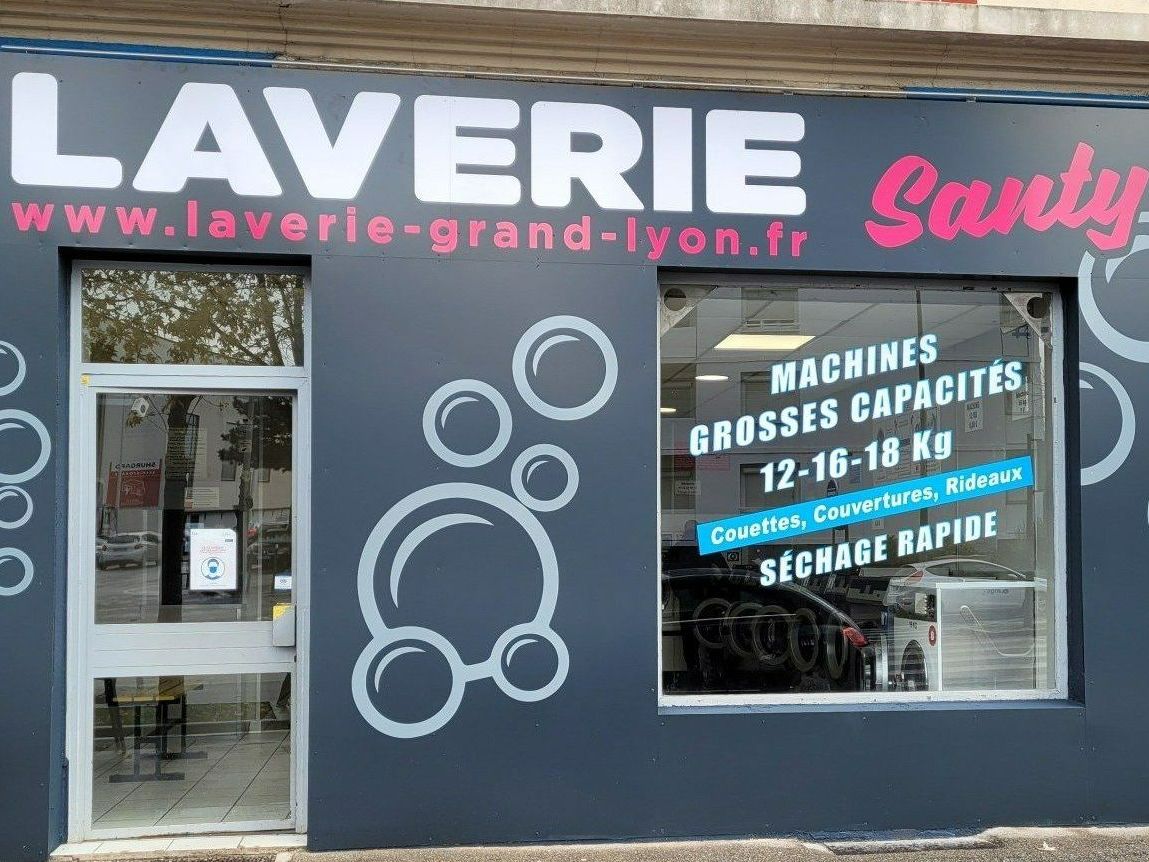 LAVERIE
Santy
www.laverie-grand-lyon.fr
MACHINES
GROSSES CAPACITÉS
12-16-18 Kg
Couettes, Couvertures, Rideaux
SÉCHAGE RAPIDE